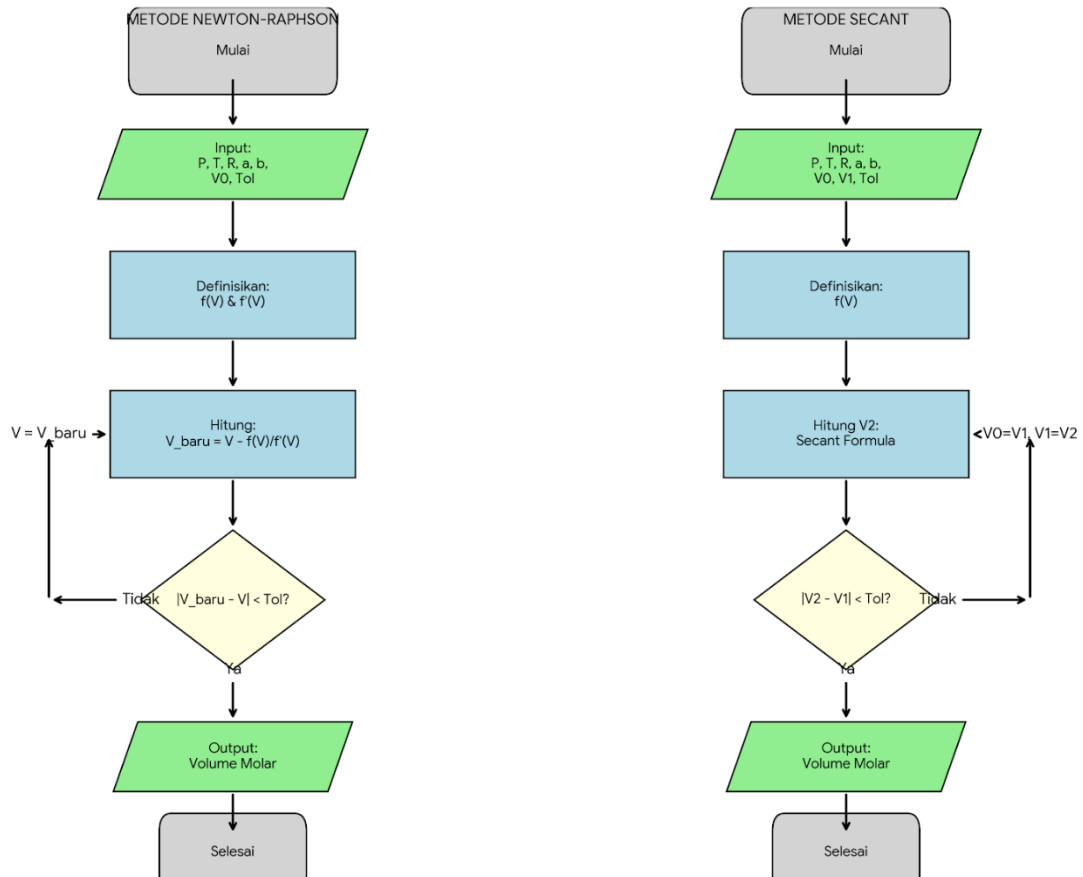 METODE NEWTON-RAPHSON
Mulai
Input:
P, T, R, a, b,
V0, Tol
Definisikan:
f(V) & f'(V)
Hitung:
V_baru = V - f(V)/f'(V)
V = V_baru
|V_baru - V| < Tol?
Tidak
Ya
Output:
Volume Molar
Selesai
METODE SECANT
Mulai
Input:
P, T, R, a, b,
V0, V1, Tol
Definisikan:
f(V)
Hitung V2:
Secant Formula
V0=V1, V1=V2
|V2 - V1| < Tol?
Tidak
Ya
Output:
Volume Molar
Selesai